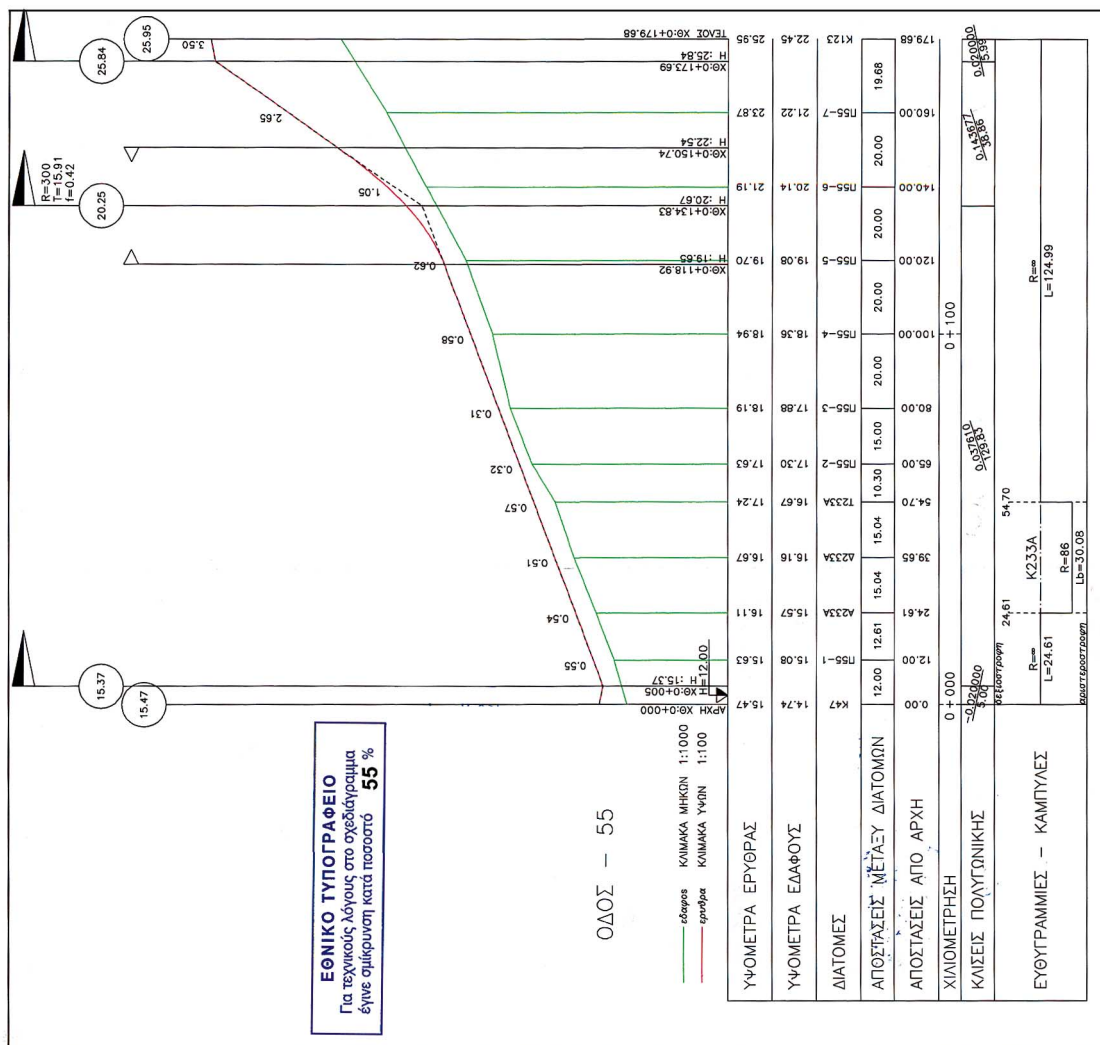 ΕΘΝΙΚΟ ΤΥΠΟΓΡΑΦΕΙΟ
Για τεχνικούς λόγους στο σχεδιάγραμμα
έγινε σμίκρυνση κατά ποσοστό 55 %
ΟΔΟΣ – 55
εδαφος ΚΛΙΜΑΚΑ ΜΗΚΩΝ 1:1000
ερυθρα ΚΛΙΜΑΚΑ ΥΨΩΝ 1:100
15.47
15.37
20.25
R=300
T=15.91
f=0.42
25.84
25.95
0.55
0.54
0.51
0.57
0.32
0.31
0.58
0.62
1.05
2.65
3.50
ΑΡΧΗ ΧΘ:0+000
ΧΘ:0+005
Η :15.37
Η=12.00
ΧΘ:0+118.92
Η :19.65
ΧΘ:0+134.83
Η :20.67
ΧΘ:0+150.74
Η :22.54
ΧΘ:0+173.69
Η :25.84
ΤΕΛΟΣ ΧΘ:0+179.68
ΥΨΟΜΕΤΡΑ ΕΡΥΘΡΑΣ 15.47 15.63 16.11 16.67 17.24 17.63 18.19 18.94 19.70 21.19 23.87 25.95
ΥΨΟΜΕΤΡΑ ΕΔΑΦΟΥΣ 14.74 15.08 15.57 16.16 16.67 17.30 17.88 18.36 19.08 20.14 21.22 22.45
ΔΙΑΤΟΜΕΣ Κ47 Π55-1 Α233Α Δ233Α Τ233Α Π55-2 Π55-3 Π55-4 Π55-5 Π55-6 Π55-7 Κ123
ΑΠΟΣΤΑΣΕΙΣ ΜΕΤΑΞΥ ΔΙΑΤΟΜΩΝ 12.00 12.61 15.04 15.04 10.30 15.00 20.00 20.00 20.00 20.00 19.68
ΑΠΟΣΤΑΣΕΙΣ ΑΠΟ ΑΡΧΗ 0.00 12.00 24.61 39.65 54.70 65.00 80.00 100.00 120.00 140.00 160.00 179.68
ΧΙΛΙΟΜΕΤΡΗΣΗ 0+000 0+100
ΚΛΙΣΕΙΣ ΠΟΛΥΓΩΝΙΚΗΣ -0.020000 0.037610 0.143677 0.020000
5.00 129.83 38.86 5.99
ΕΥΘΥΓΡΑΜΜΙΕΣ – ΚΑΜΠΥΛΕΣ
δεξιοστροφη 24.61 54.70
R=∞ Κ233Α R=∞
L=24.61 R=86 L=124.99
Lb=30.08
αριστεροστροφη